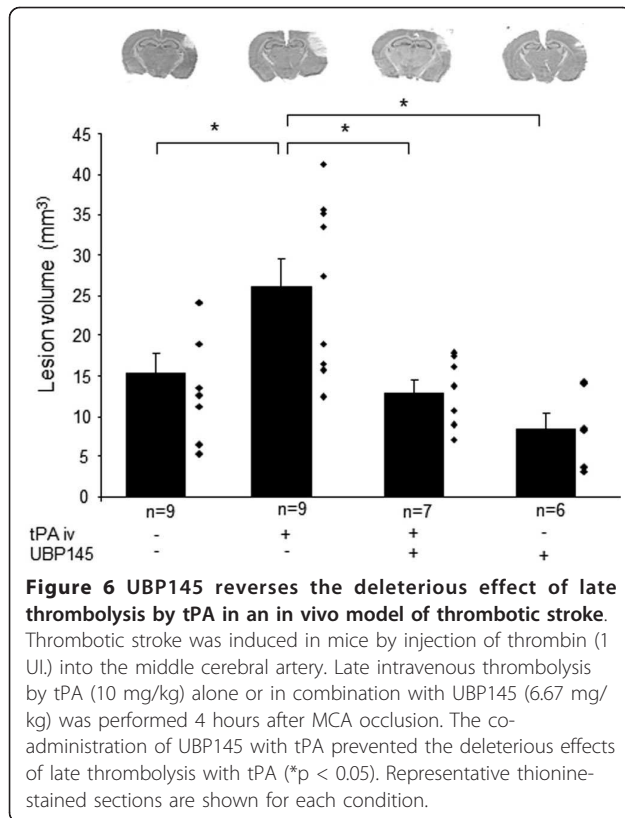 *
*
*
45
40
35
30
25
20
15
10
5
0
Lesion volume (mm³)
n=9 n=9 n=7 n=6
tPA iv - + + -
UBP145 - - + +
Figure 6 UBP145 reverses the deleterious effect of late
thrombolysis by tPA in an in vivo model of thrombotic stroke.
Thrombotic stroke was induced in mice by injection of thrombin (1
UI.) into the middle cerebral artery. Late intravenous thrombolysis
by tPA (10 mg/kg) alone or in combination with UBP145 (6.67 mg/
kg) was performed 4 hours after MCA occlusion. The co-
administration of UBP145 with tPA prevented the deleterious effects
of late thrombolysis with tPA (*p < 0.05). Representative thionine-
stained sections are shown for each condition.